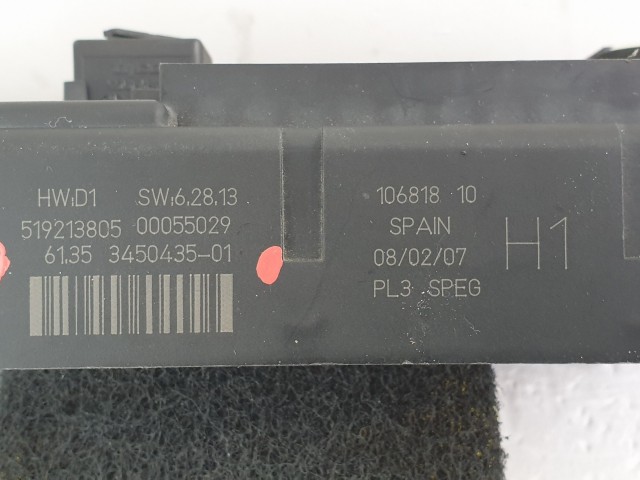 HW:D1 SW:6.28.13
519213805 00055029
61.35 3450435-01
106818 10
SPAIN
08/02/07
PL3 SPEG
H1